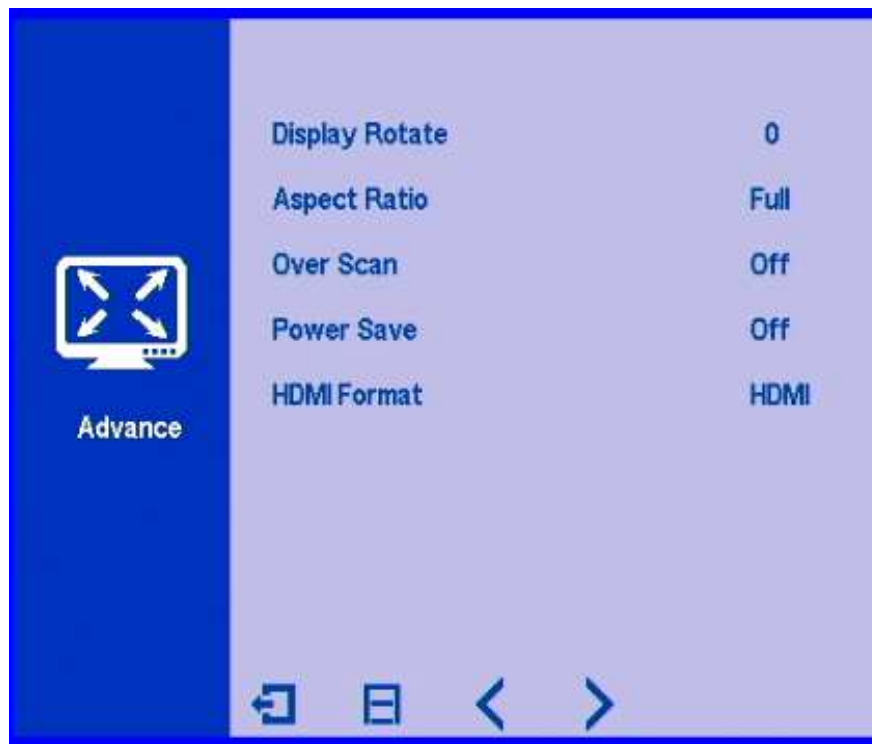 Display Rotate 0
Aspect Ratio Full
Over Scan Off
Power Save Off
HDMI Format HDMI
Advance